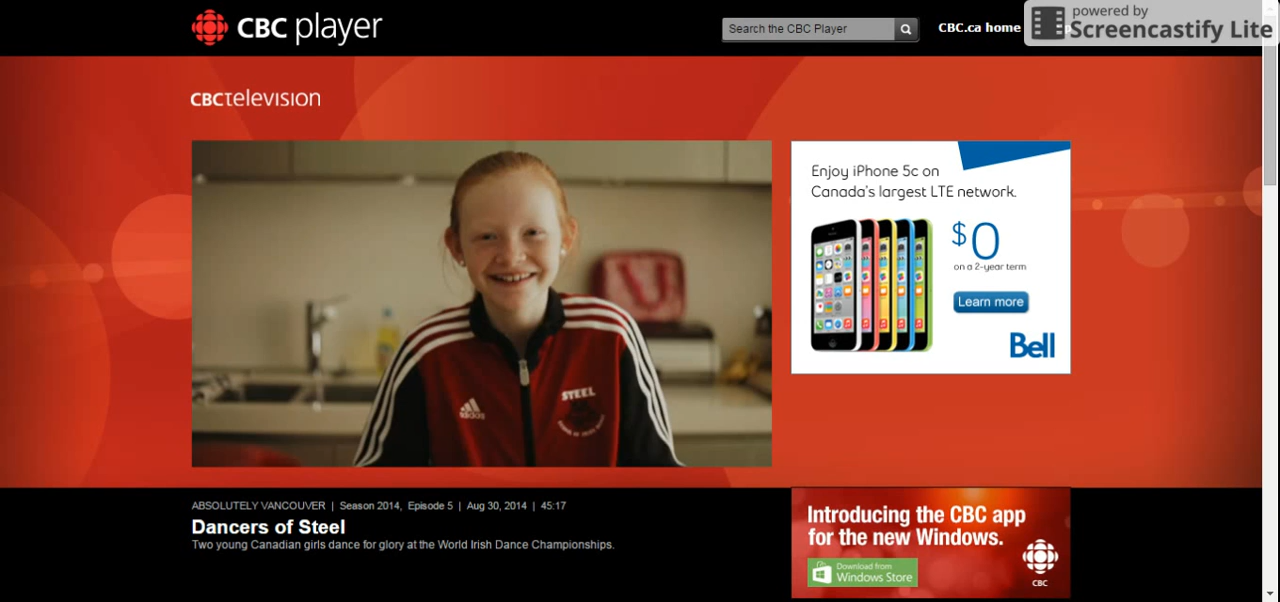 CBC player
Search the CBC Player
CBC.ca home
powered by
Screencastify Lite
CBCTelevision
Enjoy iPhone 5c on
Canada's largest LTE network.
$0
on a 2-year term
Learn more
Bell
adidas
STEEL
ABSOLUTELY VANCOUVER | Season 2014, Episode 5 | Aug 30, 2014 | 45:17
Dancers of Steel
Two young Canadian girls dance for glory at the World Irish Dance Championships.
Introducing the CBC app
for the new Windows.
Download from
Windows Store
CBC